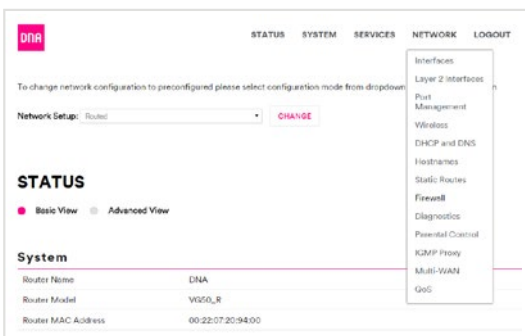 DNA
STATUS SYSTEM SERVICES NETWORK LOGOUT
Interfaces
Layer 2 Interfaces
Port
Management
Wireless
DHCP and DNS
Hostnames
Static Routes
Firewall
Diagnostics
Parental Control
IGMP Proxy
Multi-WAN
QoS
To change network configuration to preconfigured please select configuration mode from dropdown
Network Setup: Routed CHANGE
STATUS
Basic View Advanced View
System
Router Name DNA
Router Model VG50_R
Router MAC Address 00:22:07:20:94:00